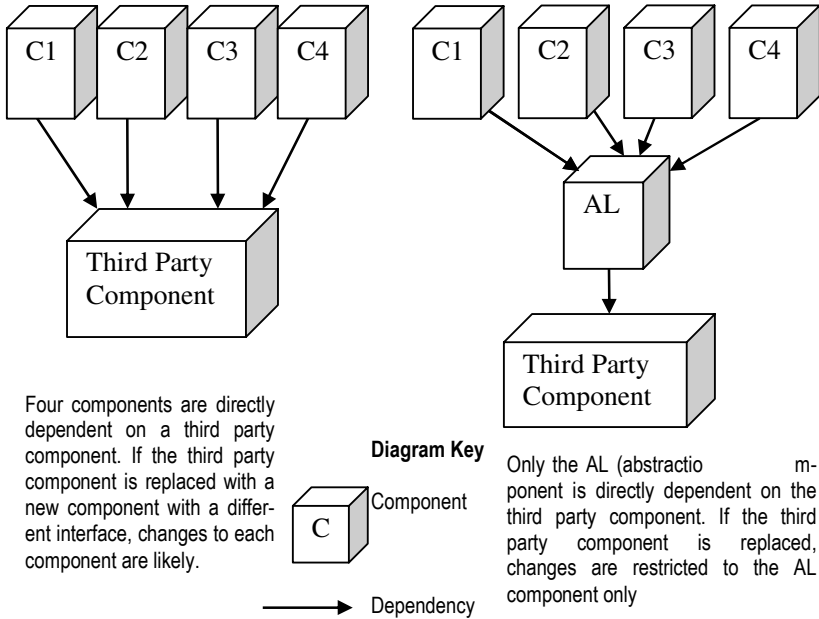 C1 C2 C3 C4
Third Party
Component
C1 C2 C3 C4
AL
Third Party
Component
Four components are directly
dependent on a third party
component. If the third party
component is replaced with a
new component with a differ-
ent interface, changes to each
component are likely.
Diagram Key
C
Component
Dependency
Only the AL (abstractio m-
ponent is directly dependent on the
third party component. If the third
party component is replaced,
changes are restricted to the AL
component only